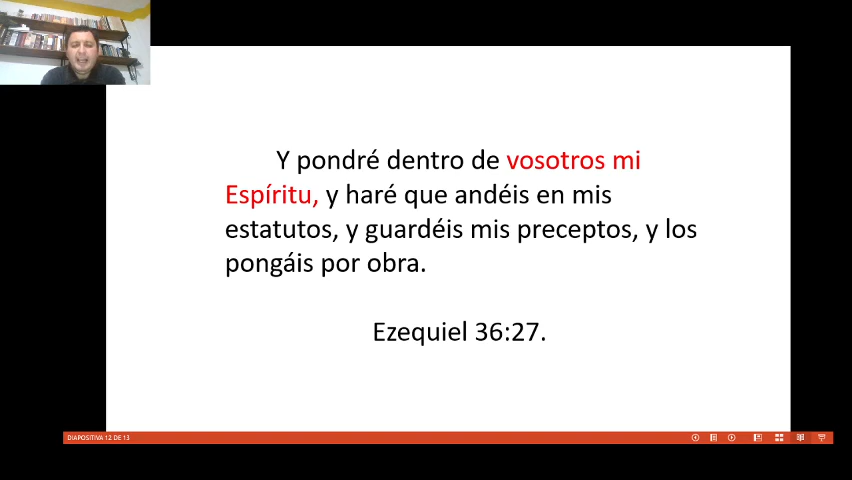 Y pondré dentro de vosotros mi
Espíritu, y haré que andéis en mis
estatutos, y guardéis mis preceptos, y los
pongáis por obra.
Ezequiel 36:27.
DIAPOSITIVA 12 DE 13